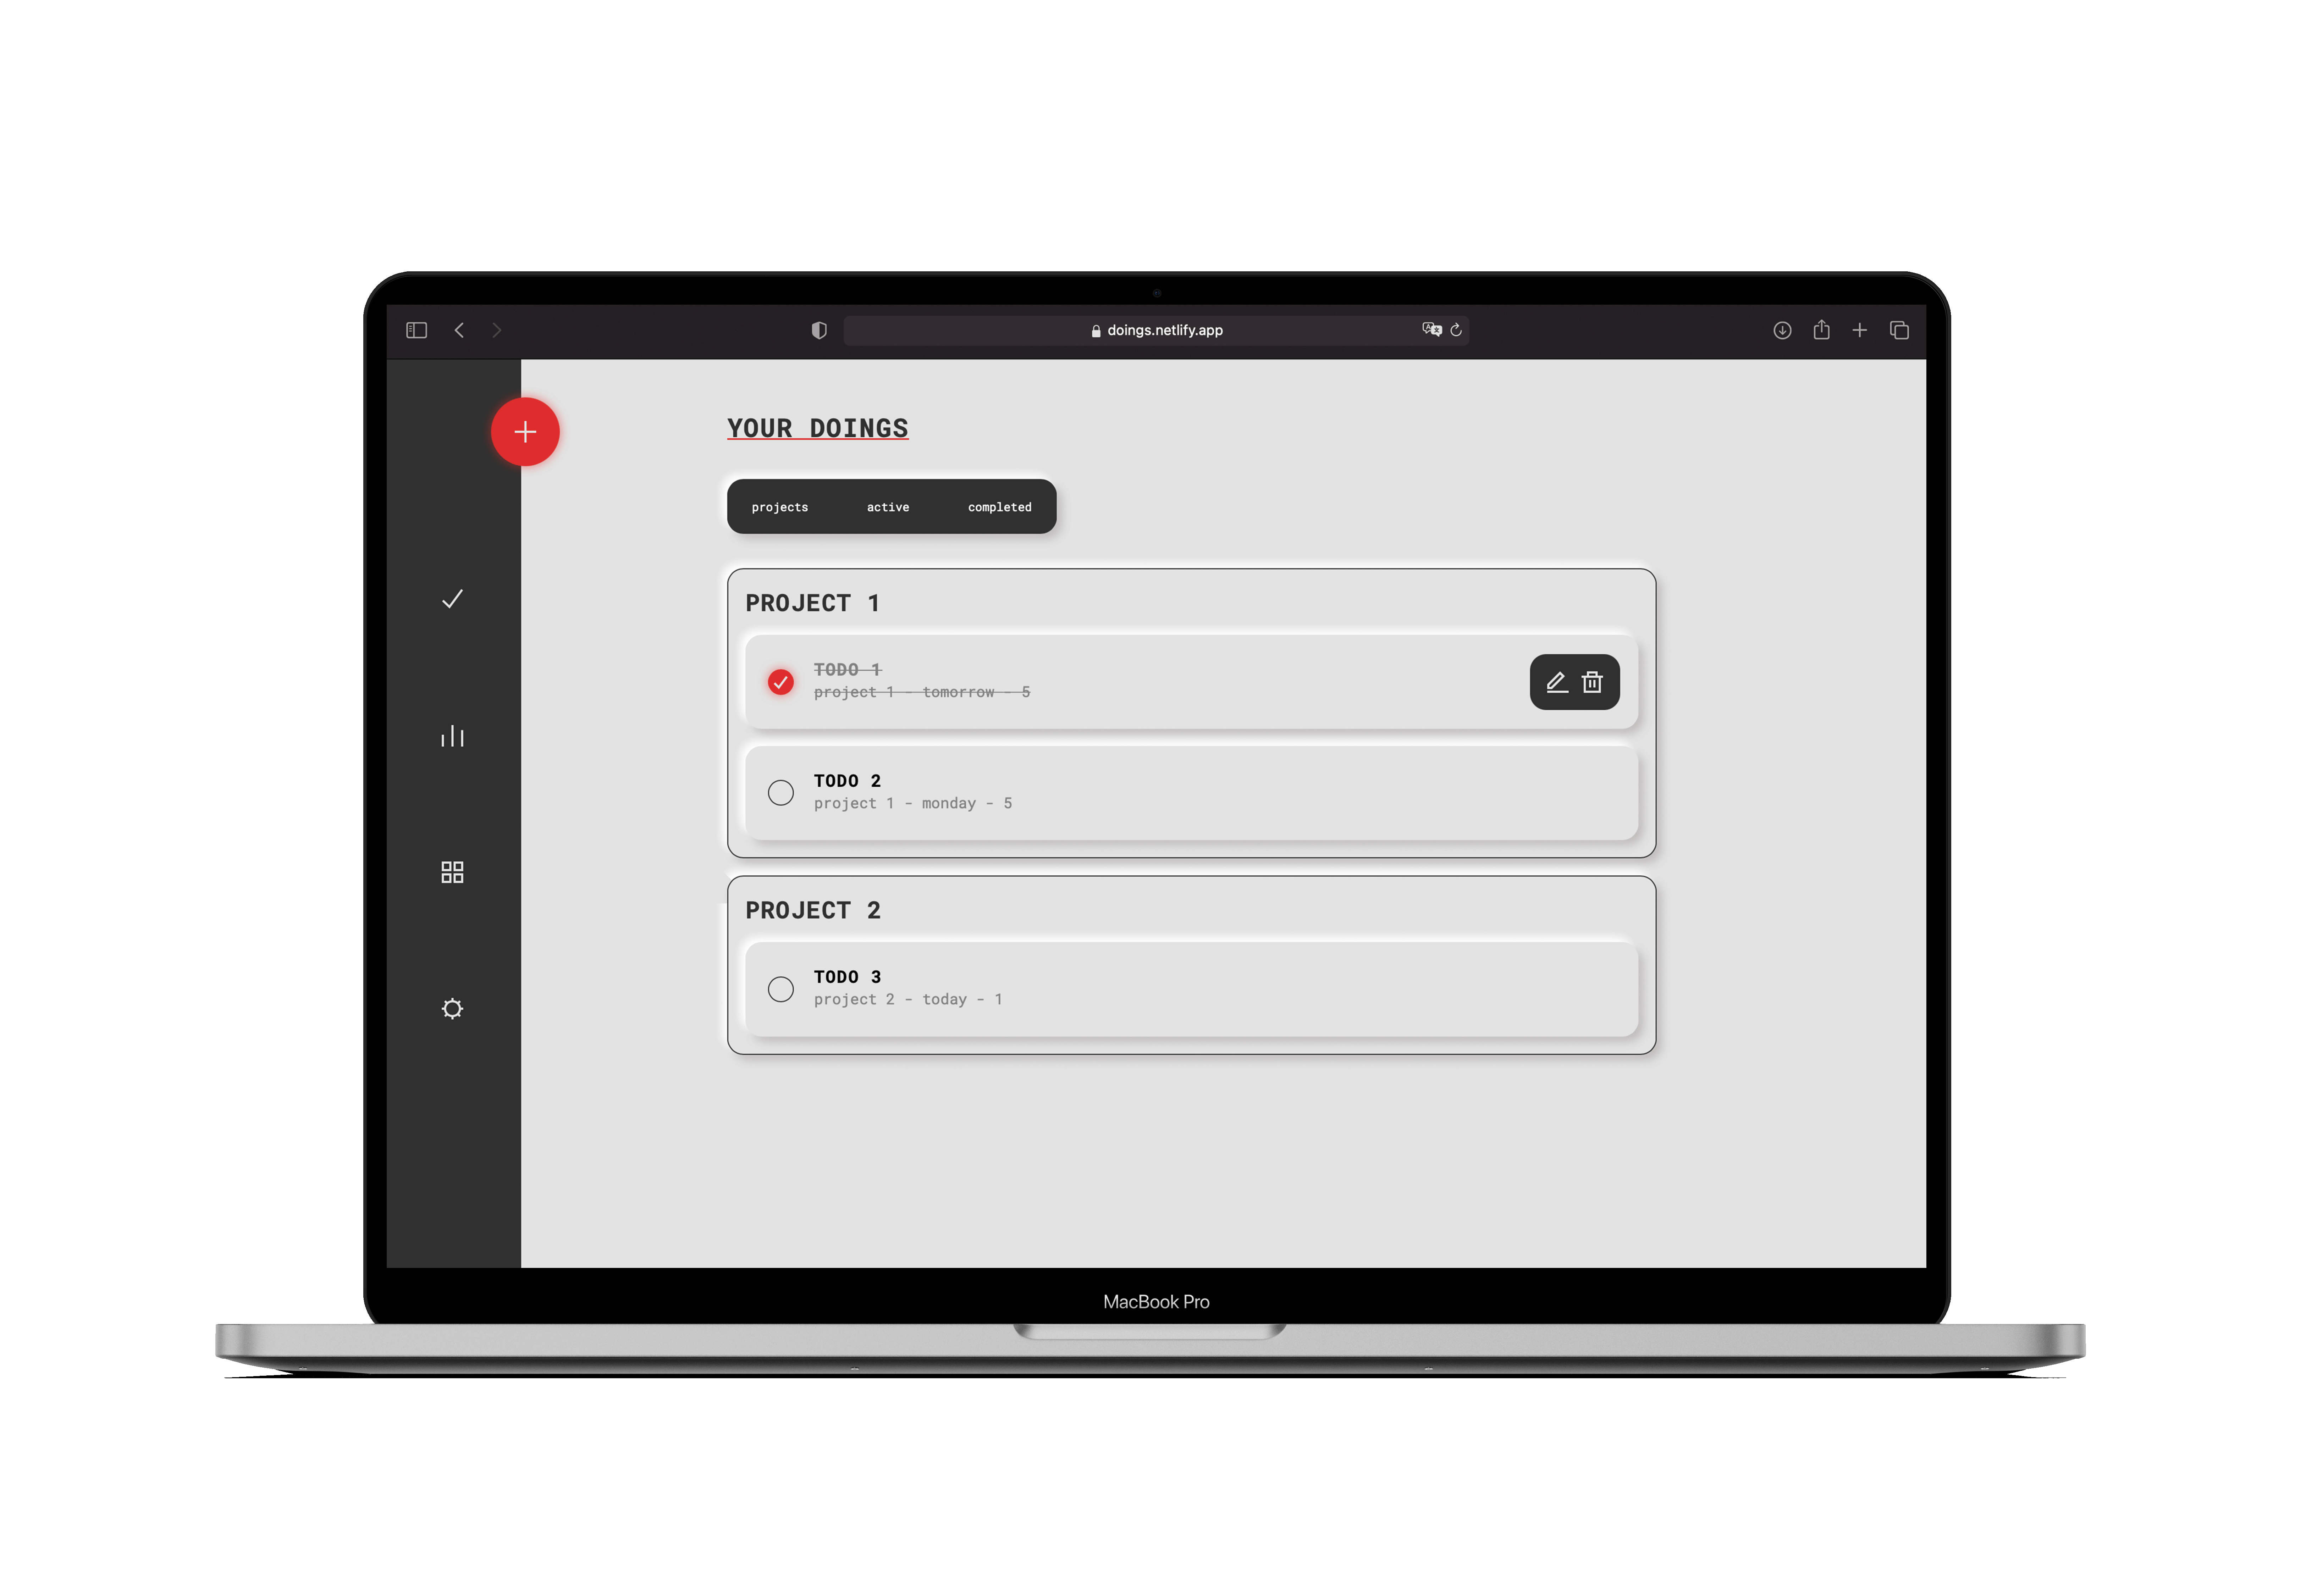 doings.netlify.app
YOUR DOINGS
projects active completed
PROJECT 1
TODO 1
project 1 - tomorrow - 5
TODO 2
project 1 - monday - 5
PROJECT 2
TODO 3
project 2 - today - 1
MacBook Pro